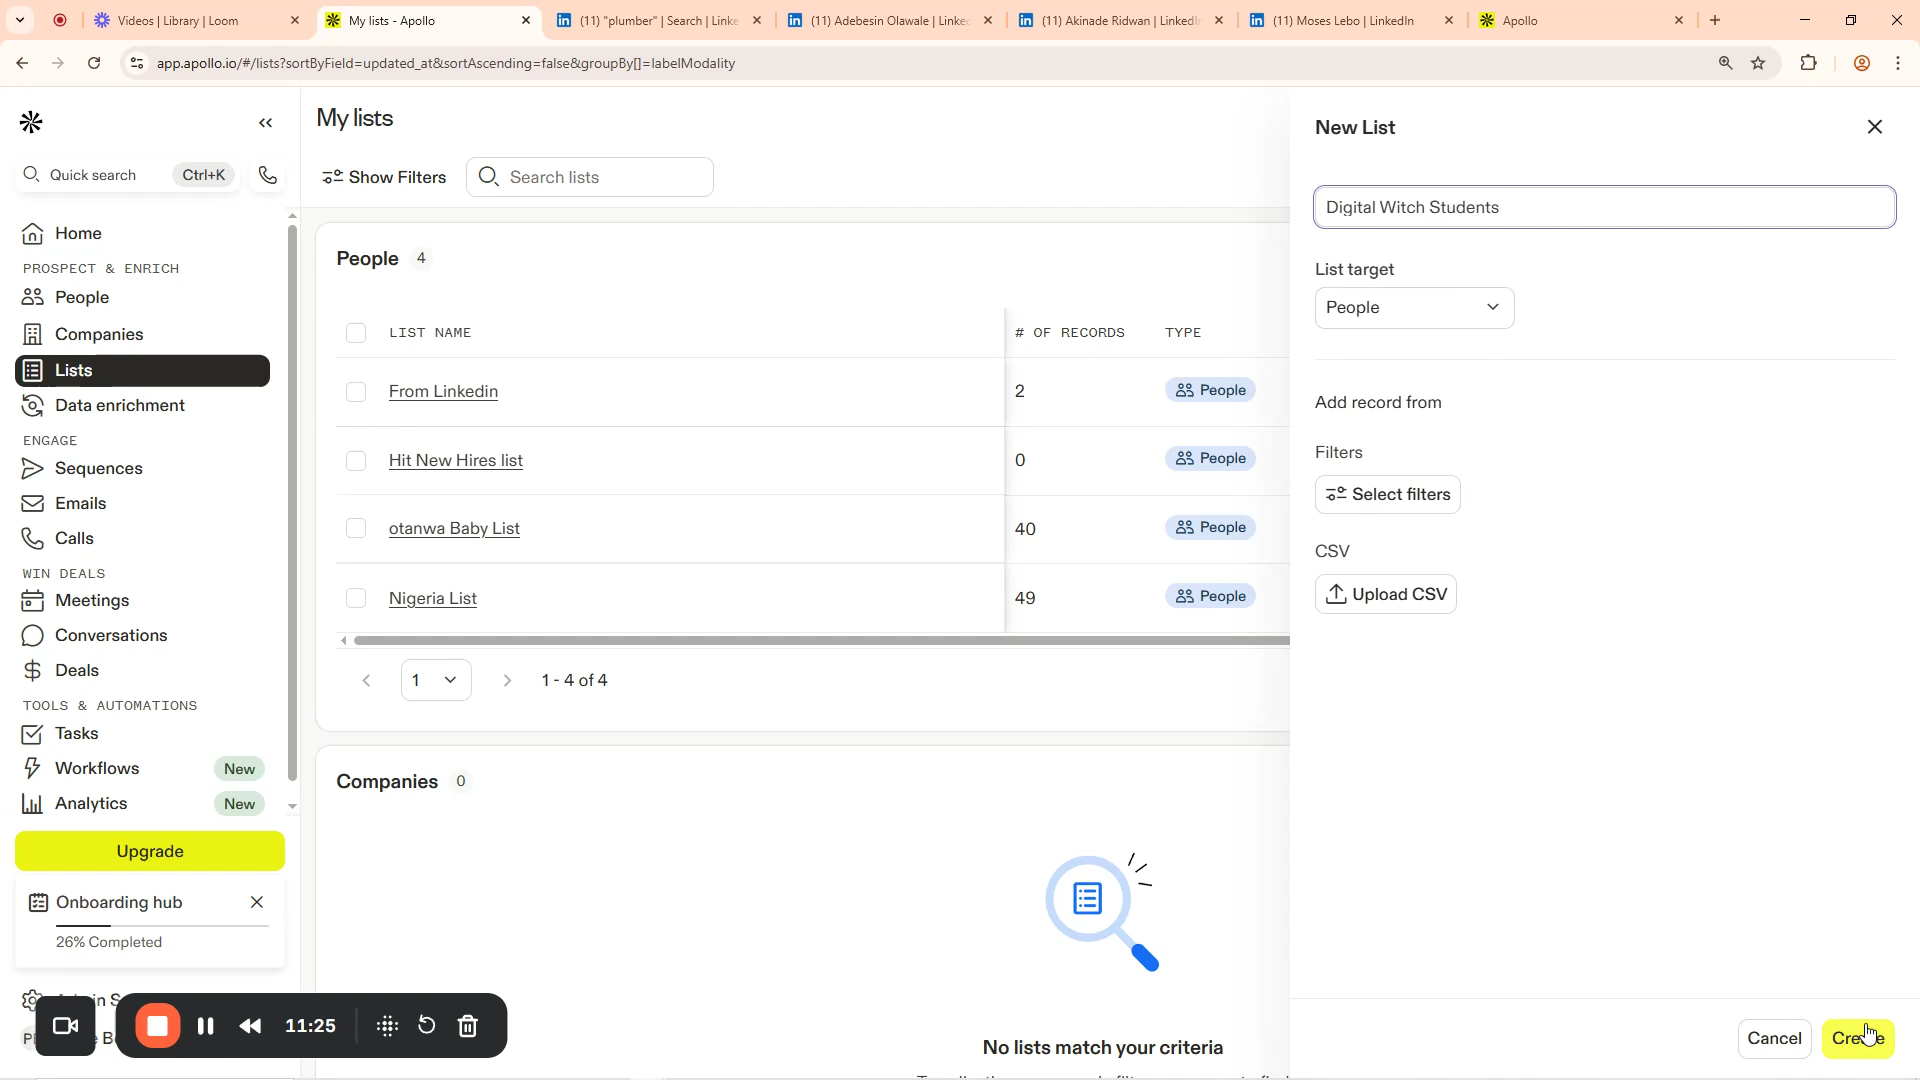 Videos | Library | Loom
My lists - Apollo
(11) "plumber" | Search | Linke
(11) Adebesin Olawale | Linked
(11) Akinade Ridwan | LinkedIn
(11) Moses Lebo | LinkedIn
Apollo
app.apollo.io/#/lists?sortByField=updated_at&sortAscending=false&groupBy[]=labelModality
Quick search
Ctrl+K
Home
PROSPECT & ENRICH
People
Companies
Lists
Data enrichment
ENGAGE
Sequences
Emails
Calls
WIN DEALS
Meetings
Conversations
Deals
TOOLS & AUTOMATIONS
Tasks
Workflows
New
Analytics
New
Upgrade
Onboarding hub
26% Completed
11:25
My lists
Show Filters
Search lists
People 4
LIST NAME
# OF RECORDS
TYPE
From Linkedin
2
People
Hit New Hires list
0
People
otanwa Baby List
40
People
Nigeria List
49
People
1
1 - 4 of 4
Companies 0
No lists match your criteria
New List
Digital Witch Students
List target
People
Add record from
Filters
Select filters
CSV
Upload CSV
Cancel
Create